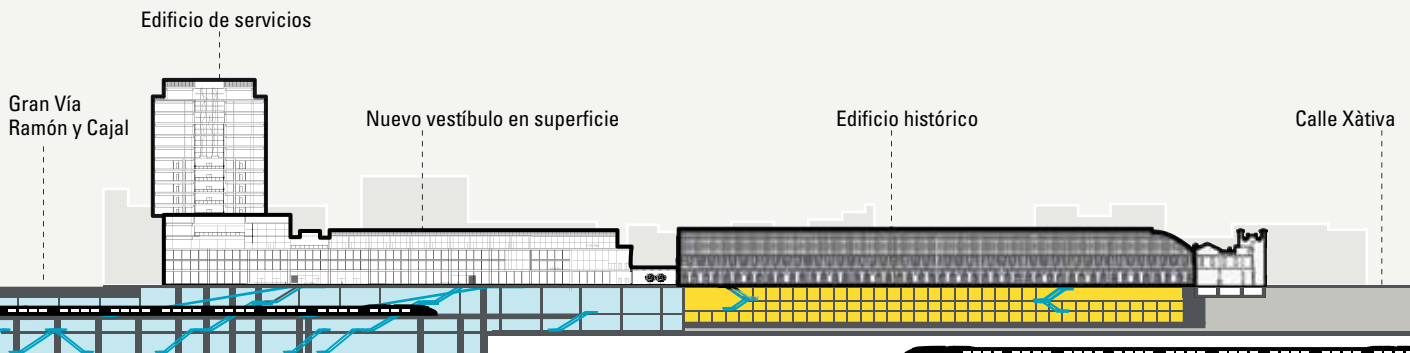 Edificio de servicios
Gran Vía
Ramón y Cajal
Nuevo vestíbulo en superficie
Edificio histórico
Calle Xàtiva